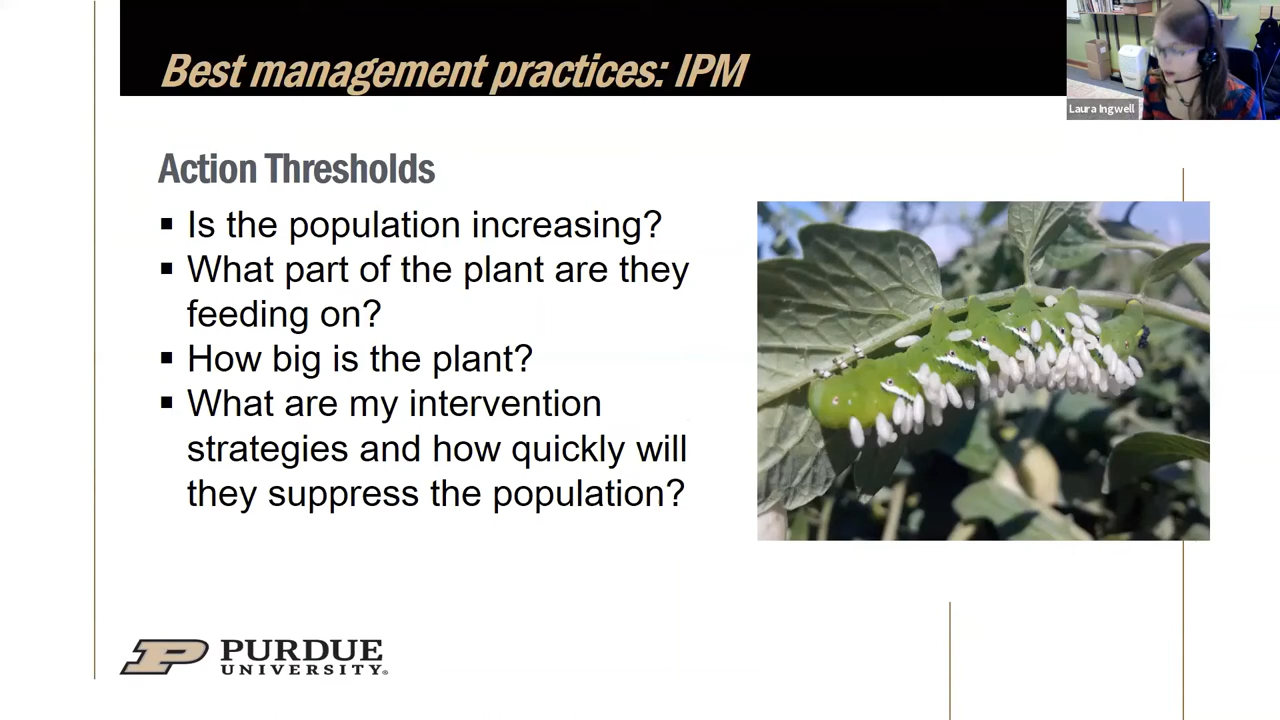 Best management practices: IPM
Laura Ingwell
Action Thresholds
▪ Is the population increasing?
▪ What part of the plant are they
feeding on?
▪ How big is the plant?
▪ What are my intervention
strategies and how quickly will
they suppress the population?
PURDUE
UNIVERSITY®